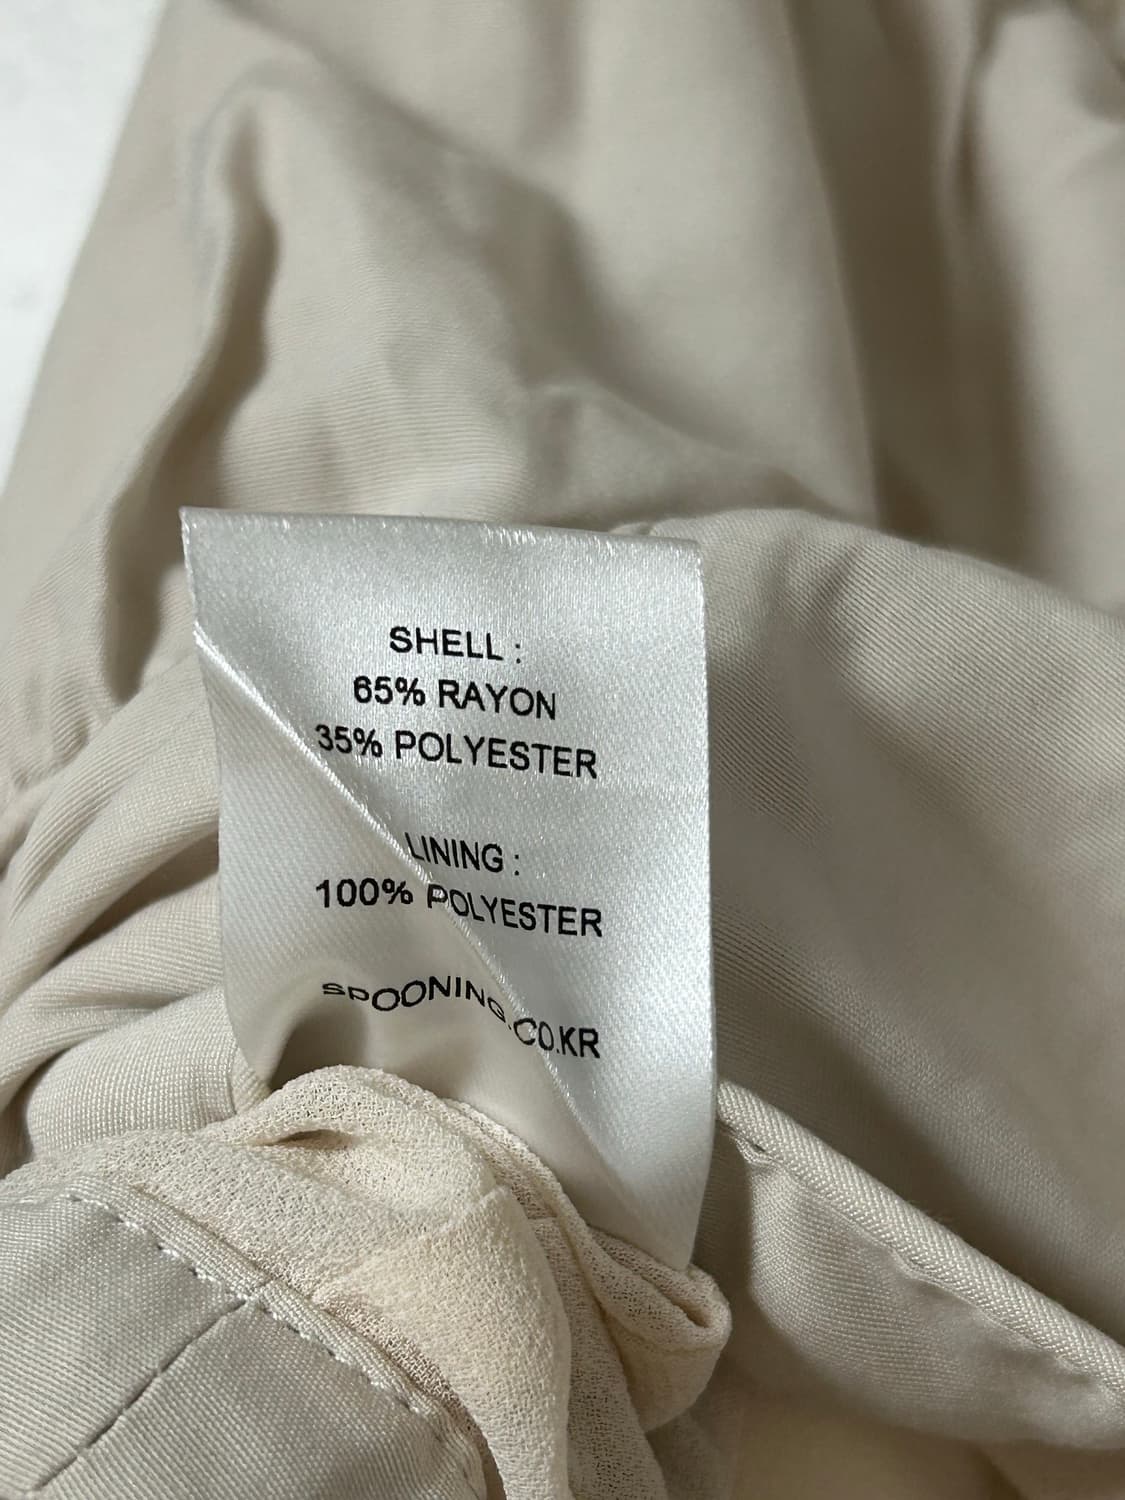 SHELL :
65% RAYON
35% POLYESTER
LINING :
100% POLYESTER
SPOONING.CO.KR